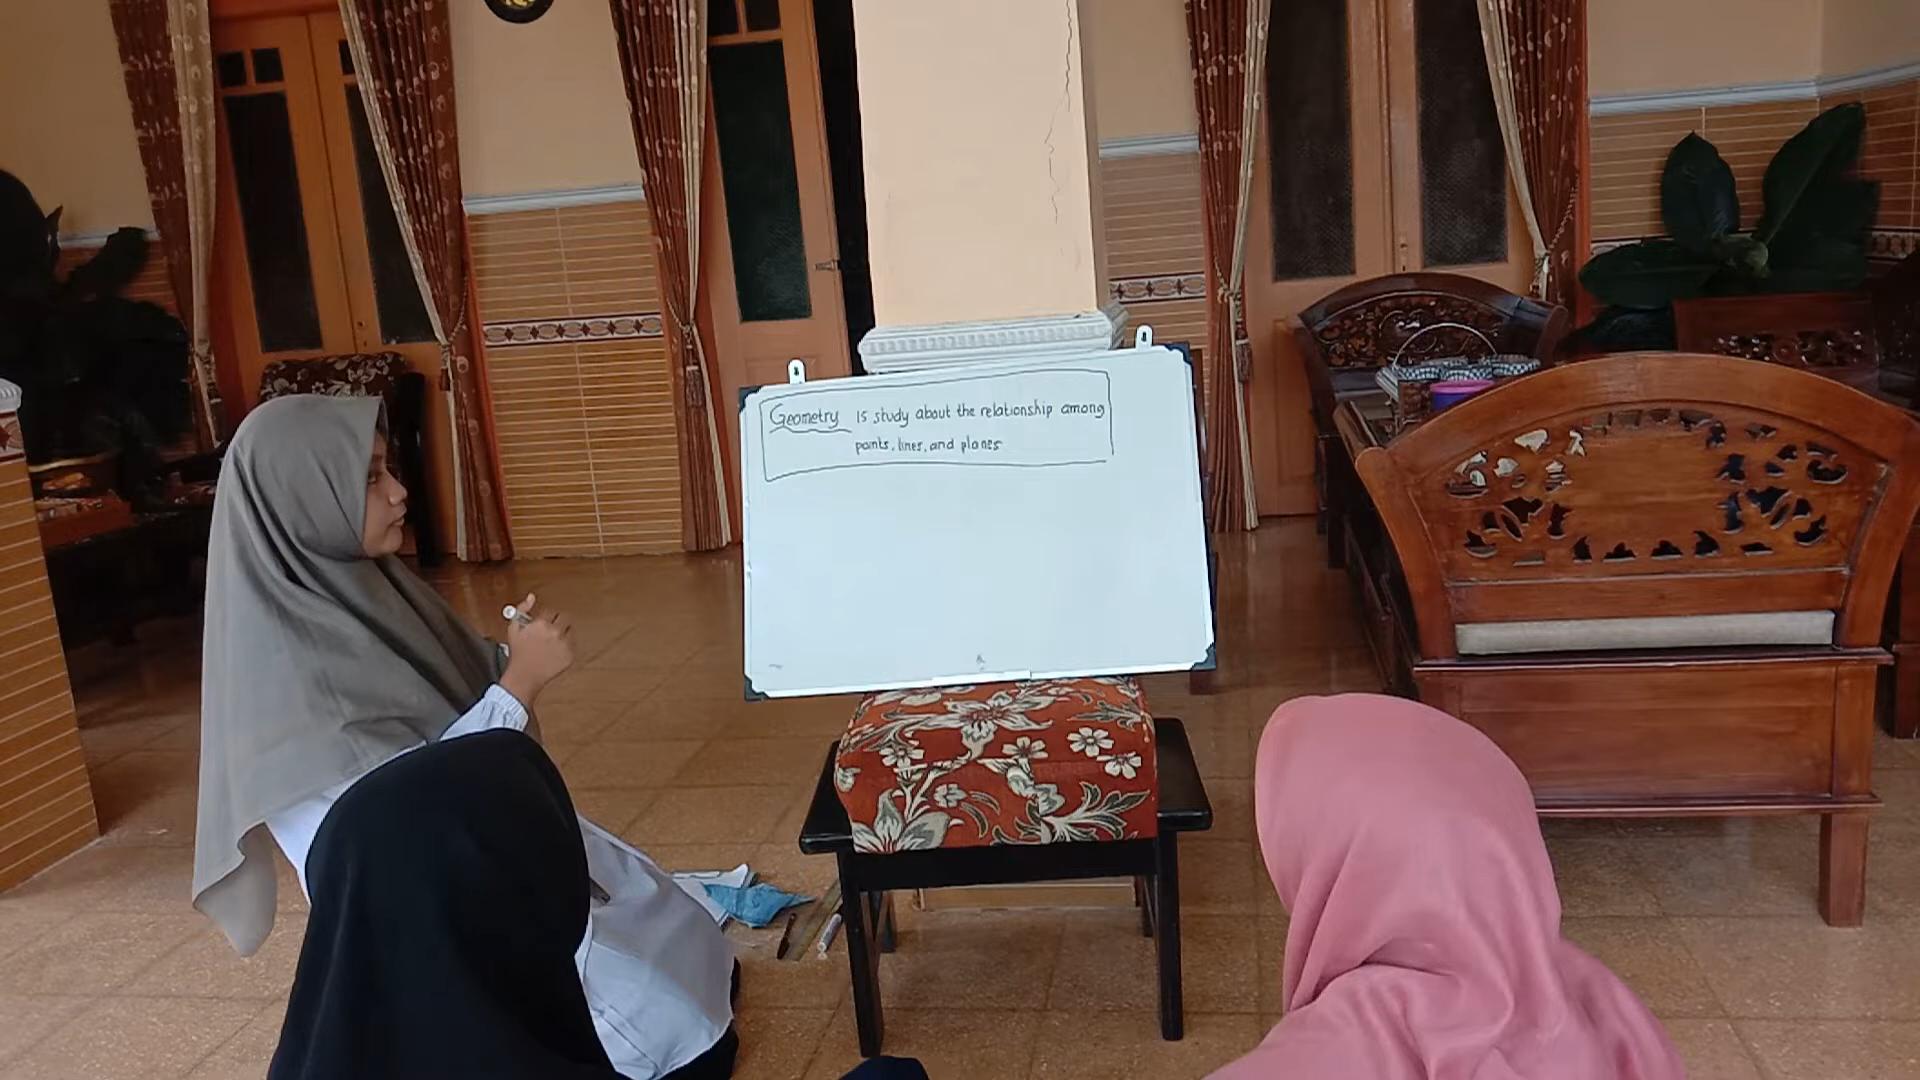 Geometry is study about the relationship among
points, lines, and planes